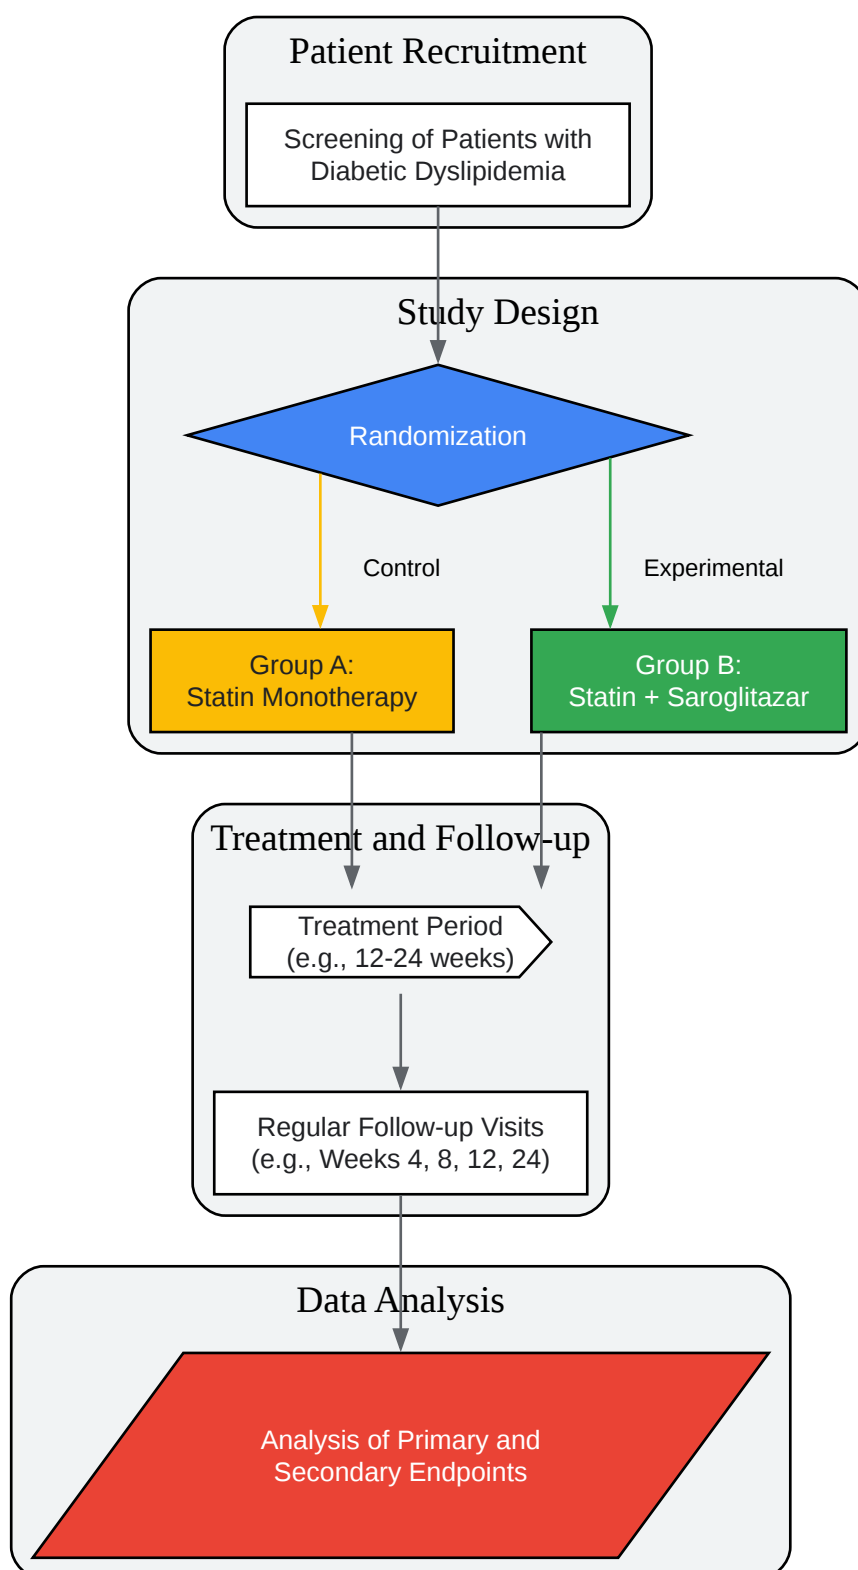 Patient Recruitment
Screening of Patients with
Diabetic Dyslipidemia
Study Design
Randomization
Control
Experimental
Group A:
Statin Monotherapy
Group B:
Statin + Saroglitazar
Treatment and Follow-up
Treatment Period
(e.g., 12-24 weeks)
Regular Follow-up Visits
(e.g., Weeks 4, 8, 12, 24)
Data Analysis
Analysis of Primary and
Secondary Endpoints